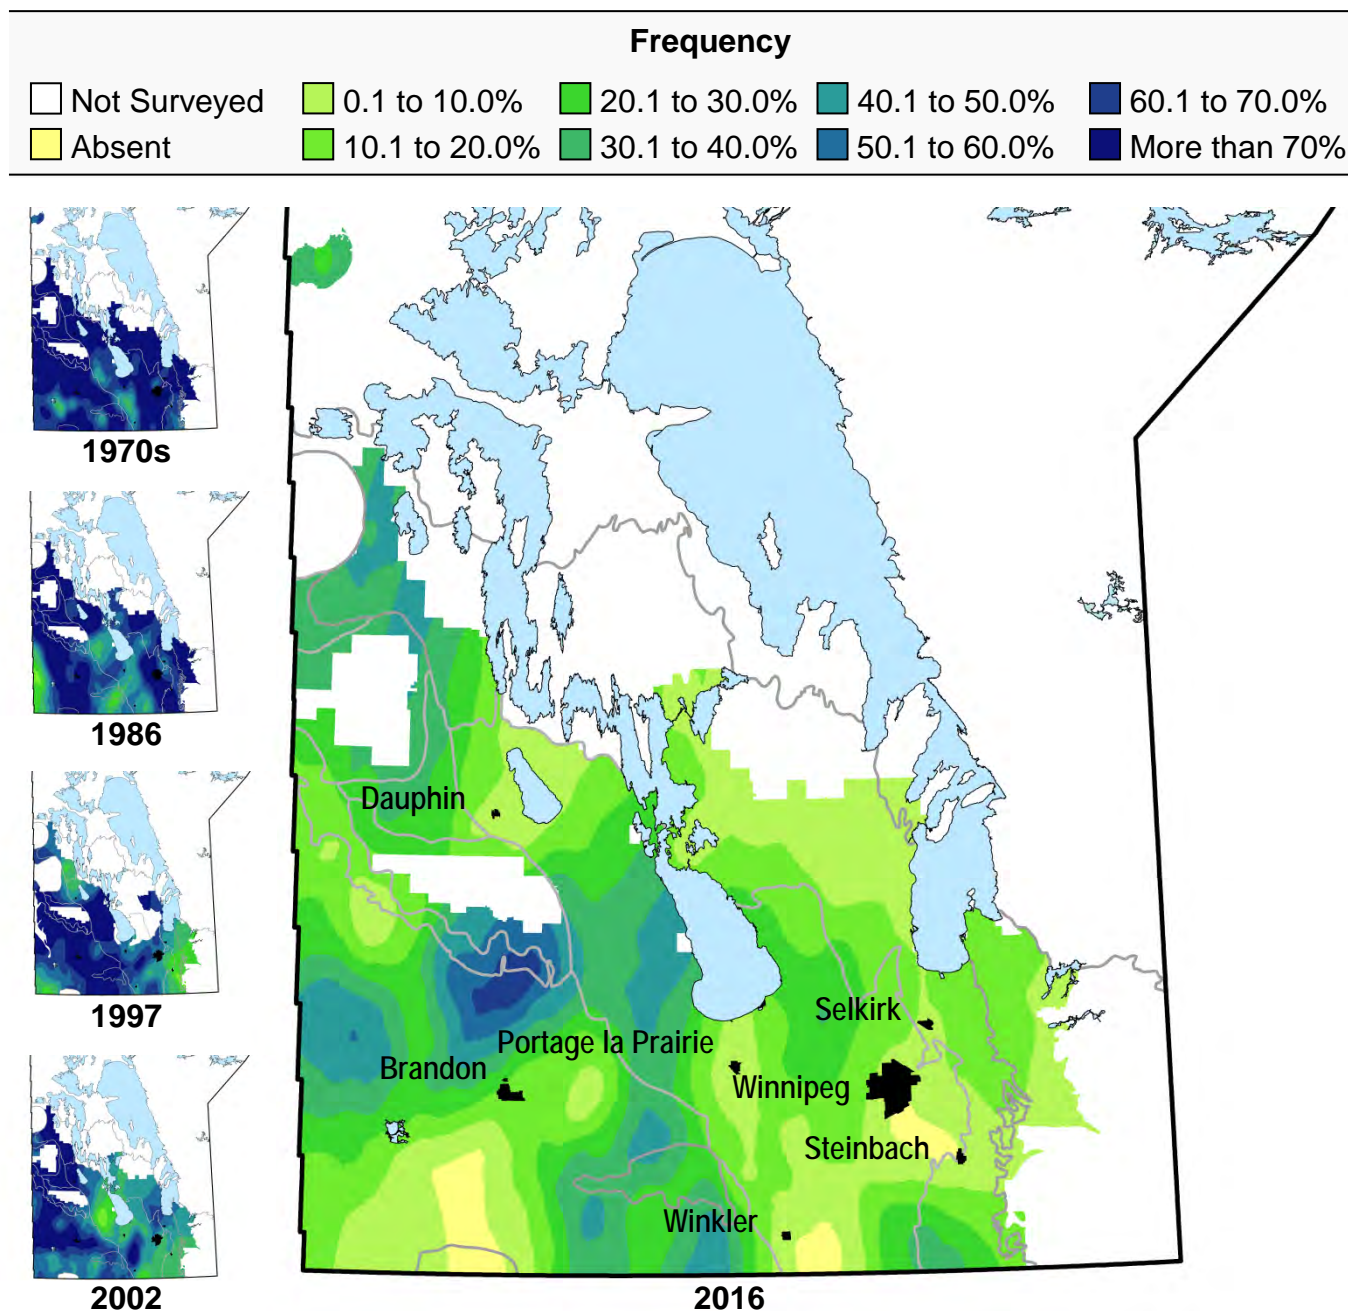 Frequency
Not Surveyed 0.1 to 10.0% 20.1 to 30.0% 40.1 to 50.0% 60.1 to 70.0%
Absent 10.1 to 20.0% 30.1 to 40.0% 50.1 to 60.0% More than 70%
1970s
1986
1997
2002
Dauphin
Selkirk
Portage la Prairie
Brandon
Winnipeg
Steinbach
Winkler
2016